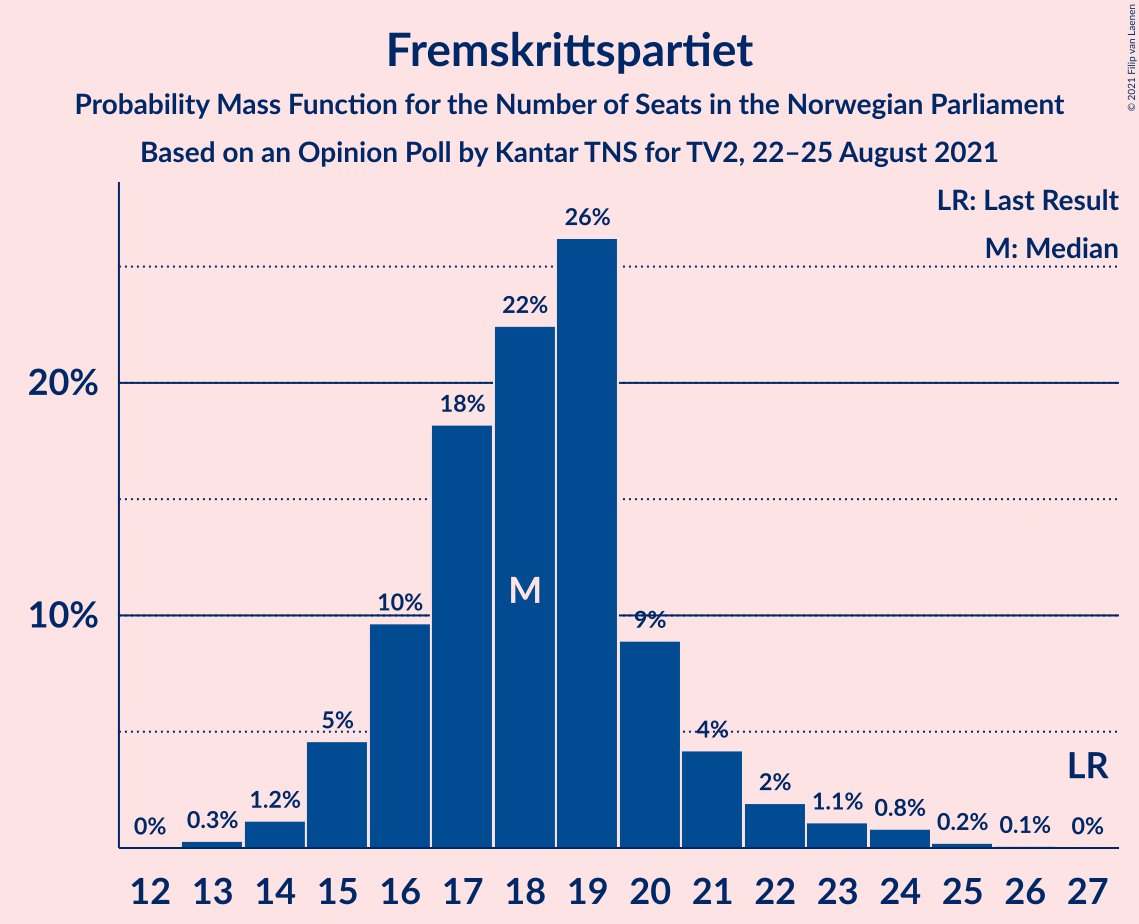 Fremskrittspartiet
Probability Mass Function for the Number of Seats in the Norwegian Parliament
Based on an Opinion Poll by Kantar TNS for TV2, 22–25 August 2021
© 2021 Filip van Laenen
LR: Last Result
M: Median
26%
22%
20%
18%
M
10%
10%
9%
5%
4%
LR
2%
0% 0.3% 1.2% 1.1% 0.8% 0.2% 0.1% 0%
12 13 14 15 16 17 18 19 20 21 22 23 24 25 26 27